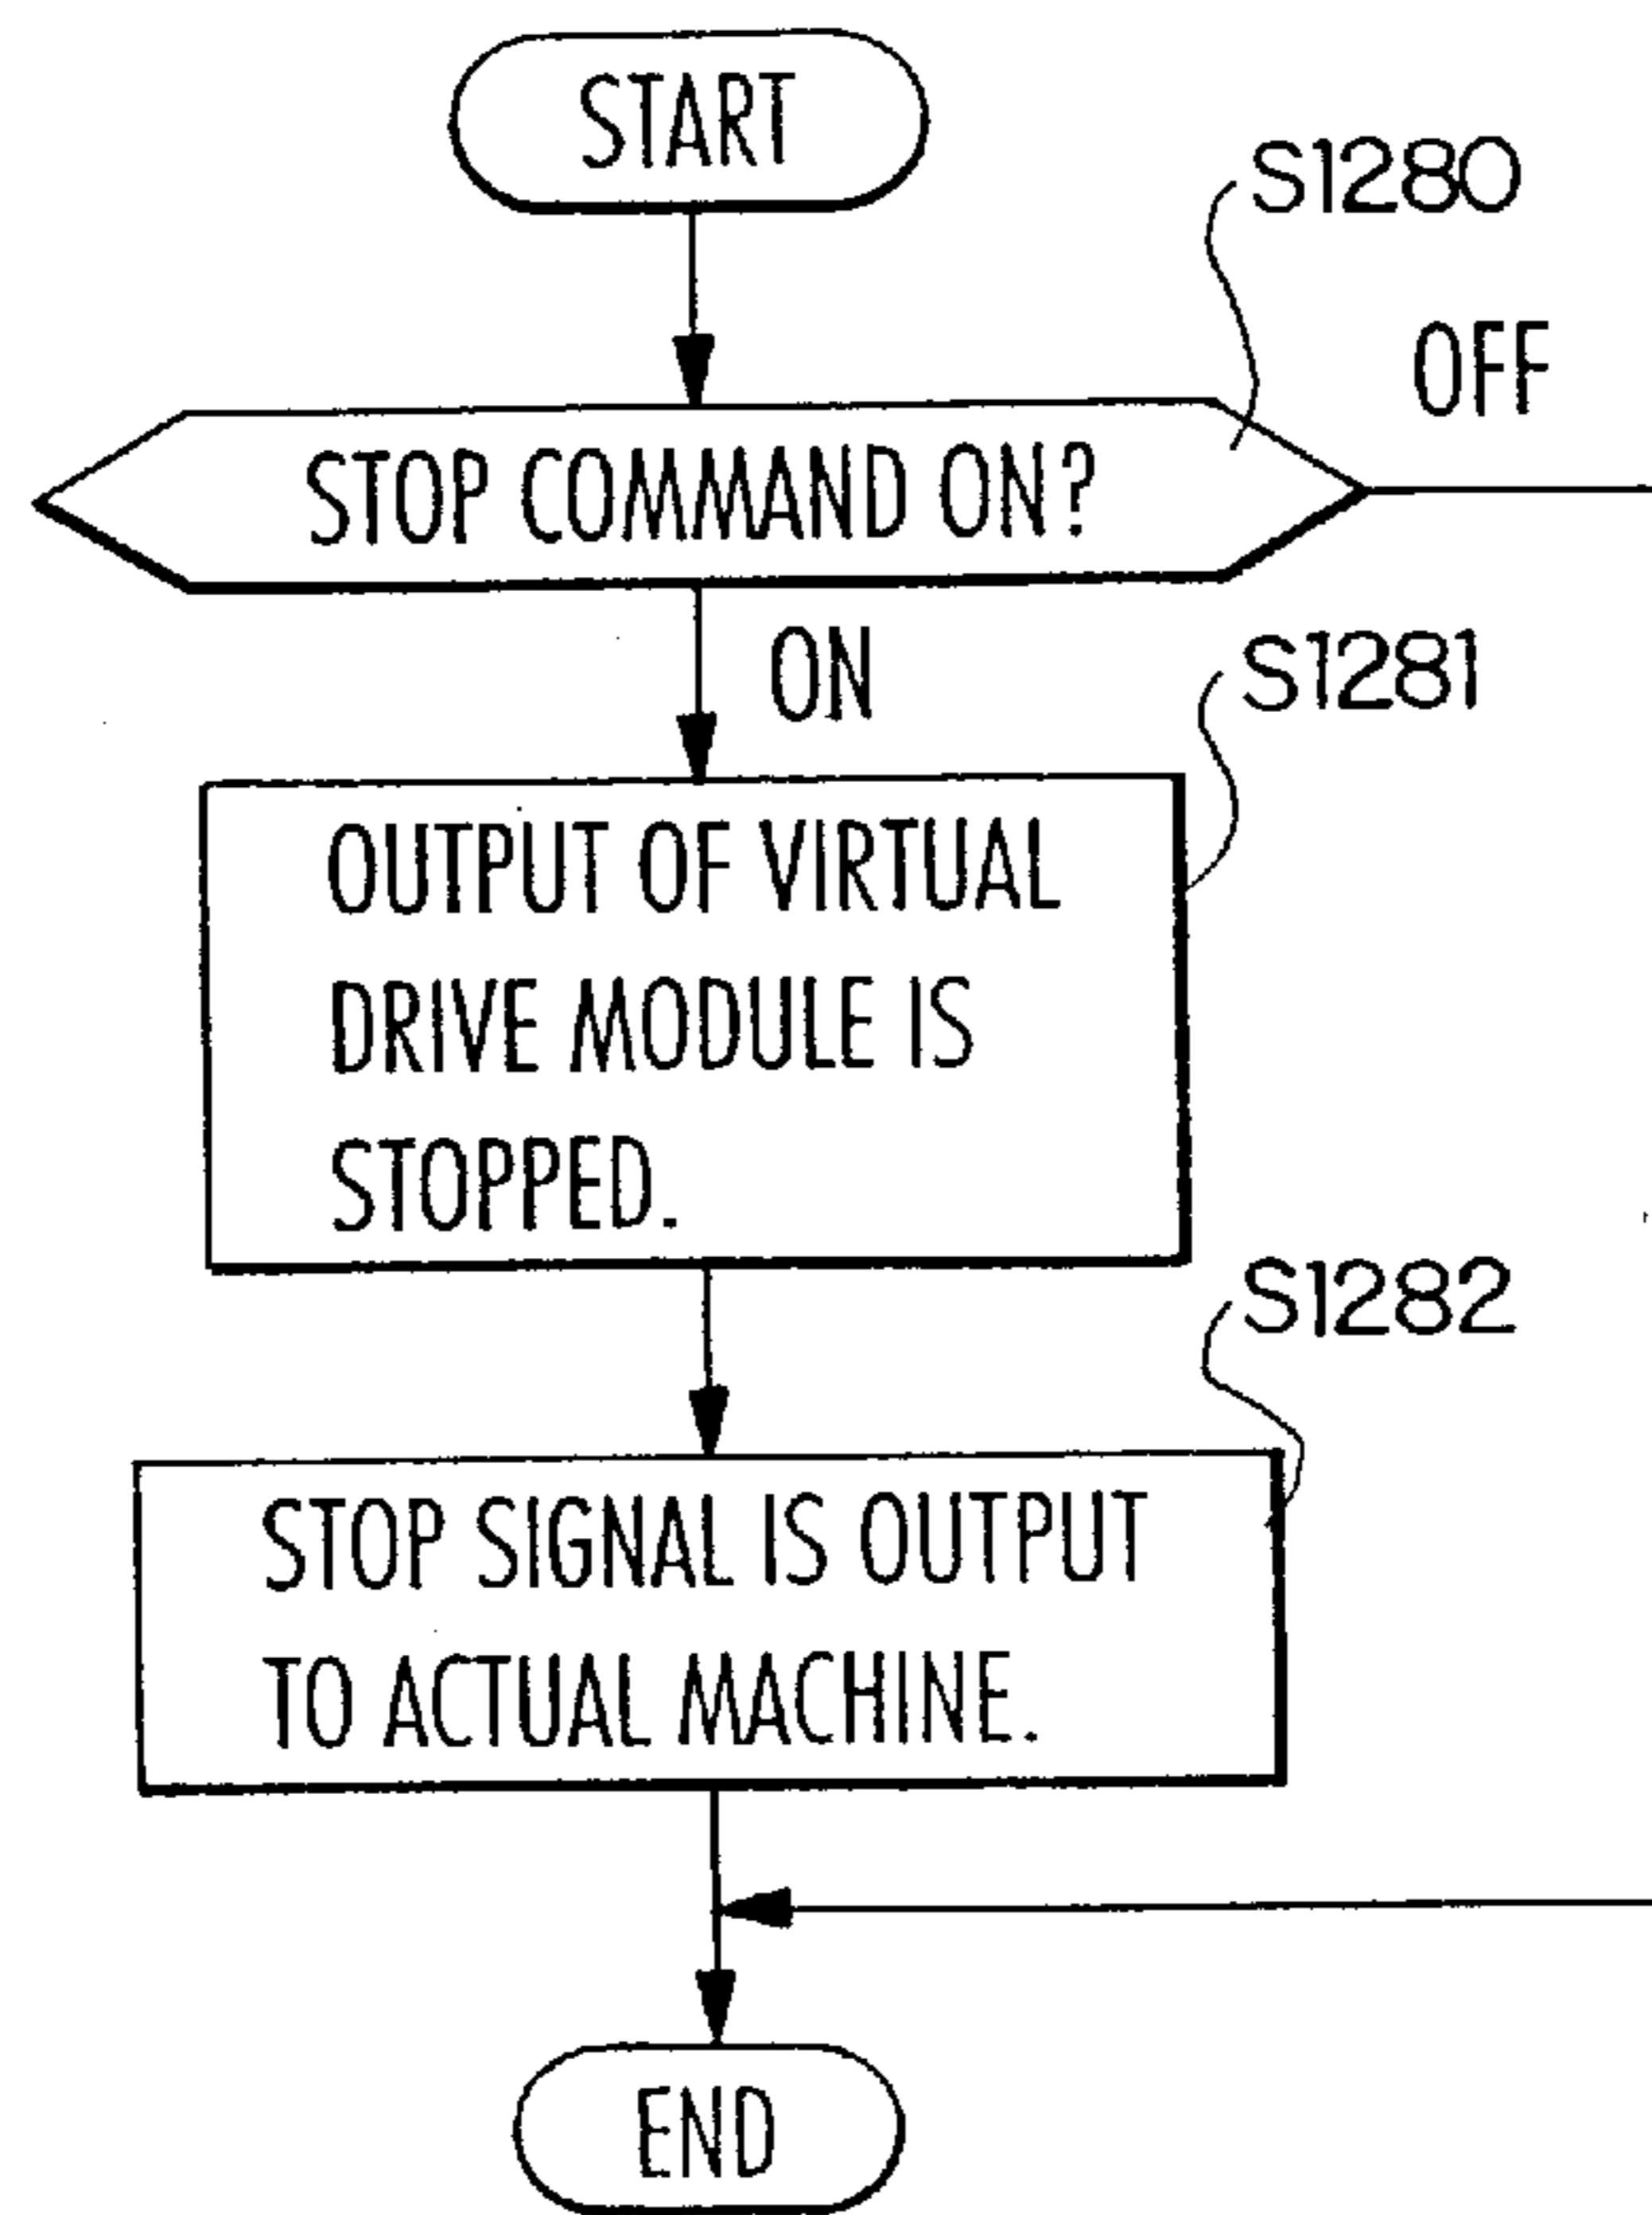 START
S1280
OFF
STOP COMMAND ON?
ON
S1281
OUTPUT OF VIRTUAL
DRIVE MODULE IS
STOPPED.
S1282
STOP SIGNAL IS OUTPUT
TO ACTUAL MACHINE.
END